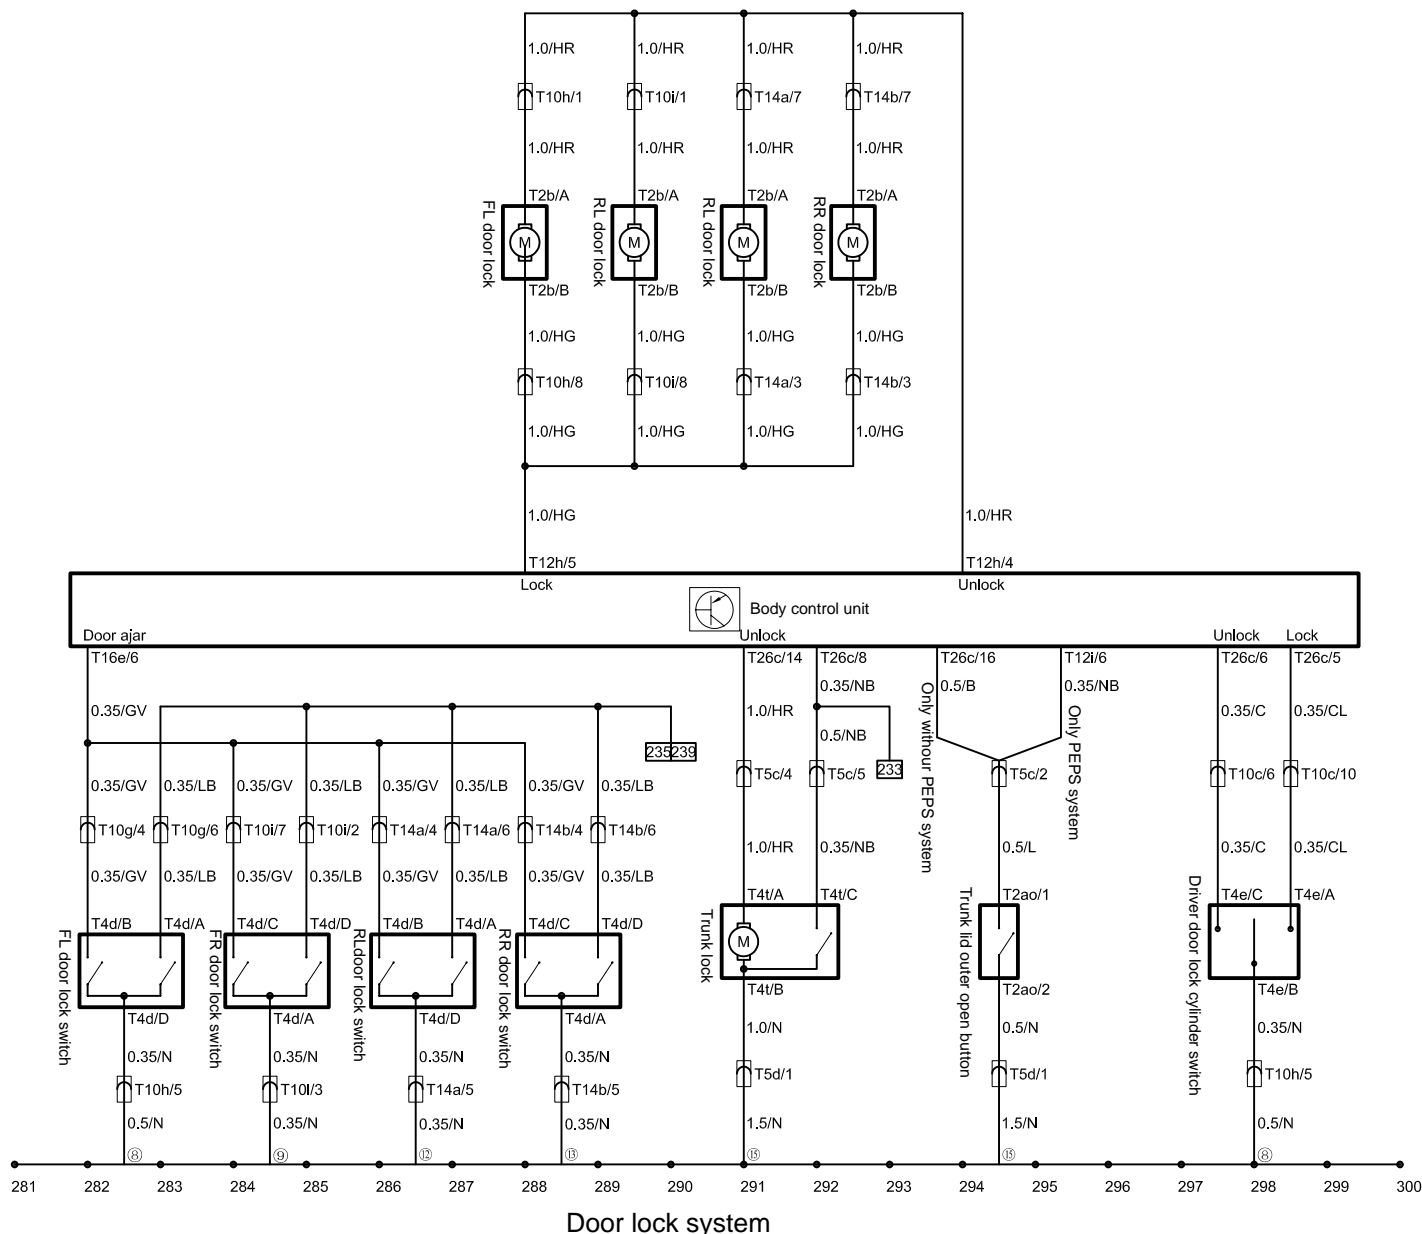 1.0/HR 1.0/HR 1.0/HR 1.0/HR
T10h/1 T10i/1 T14a/7 T14b/7
1.0/HR 1.0/HR 1.0/HR 1.0/HR
T2b/A T2b/A T2b/A T2b/A
FL door lock
M
RL door lock
M
RL door lock
M
RR door lock
M
T2b/B T2b/B T2b/B T2b/B
1.0/HG 1.0/HG 1.0/HG 1.0/HG
T10h/8 T10i/8 T14a/3 T14b/3
1.0/HG 1.0/HG 1.0/HG 1.0/HG
1.0/HG 1.0/HR
T12h/5 T12h/4
Lock Unlock
Body control unit
Door ajar Unlock Unlock Lock
T16e/6 T26c/14 T26c/8 T26c/16 T12i/6 T26c/6 T26c/5
0.35/NB 0.5/B 0.35/NB
0.35/GV 1.0/HR 0.35/C 0.35/CL
0.5/NB
Only without PEPS system
Only PEPS system
235 239 233
T5c/4 T5c/5 T5c/2 T10c/6 T10c/10
0.35/GV 0.35/LB 0.35/GV 0.35/LB 0.35/GV 0.35/LB 0.35/GV 0.35/LB
T10g/4 T10g/6 T10i/7 T10i/2 T14a/4 T14a/6 T14b/4 T14b/6
1.0/HR 0.35/NB 0.5/L 0.35/C 0.35/CL
0.35/GV 0.35/LB 0.35/GV 0.35/LB 0.35/GV 0.35/LB 0.35/GV 0.35/LB
T4t/A T4t/C T2ao/1 T4e/C T4e/A
T4d/B T4d/A T4d/C T4d/D T4d/B T4d/A T4d/C T4d/D
FL door lock switch
FR door lock switch
RLdoor lock switch
RR door lock switch
Trunk lock
M
Trunk lid outer open button
Driver door lock cylinder switch
T4t/B T2ao/2 T4e/B
T4d/D T4d/A T4d/D T4d/A
1.0/N 0.5/N 0.35/N
0.35/N 0.35/N 0.35/N 0.35/N
T5d/1 T5d/1 T10h/5
T10h/5 T10l/3 T14a/5 T14b/5
0.5/N 0.35/N 0.35/N 0.35/N 1.5/N 1.5/N 0.5/N
⑧ ⑨ ⑫ ⑬ ⑮ ⑮ ⑧
281 282 283 284 285 286 287 288 289 290 291 292 293 294 295 296 297 298 299 300
Door lock system